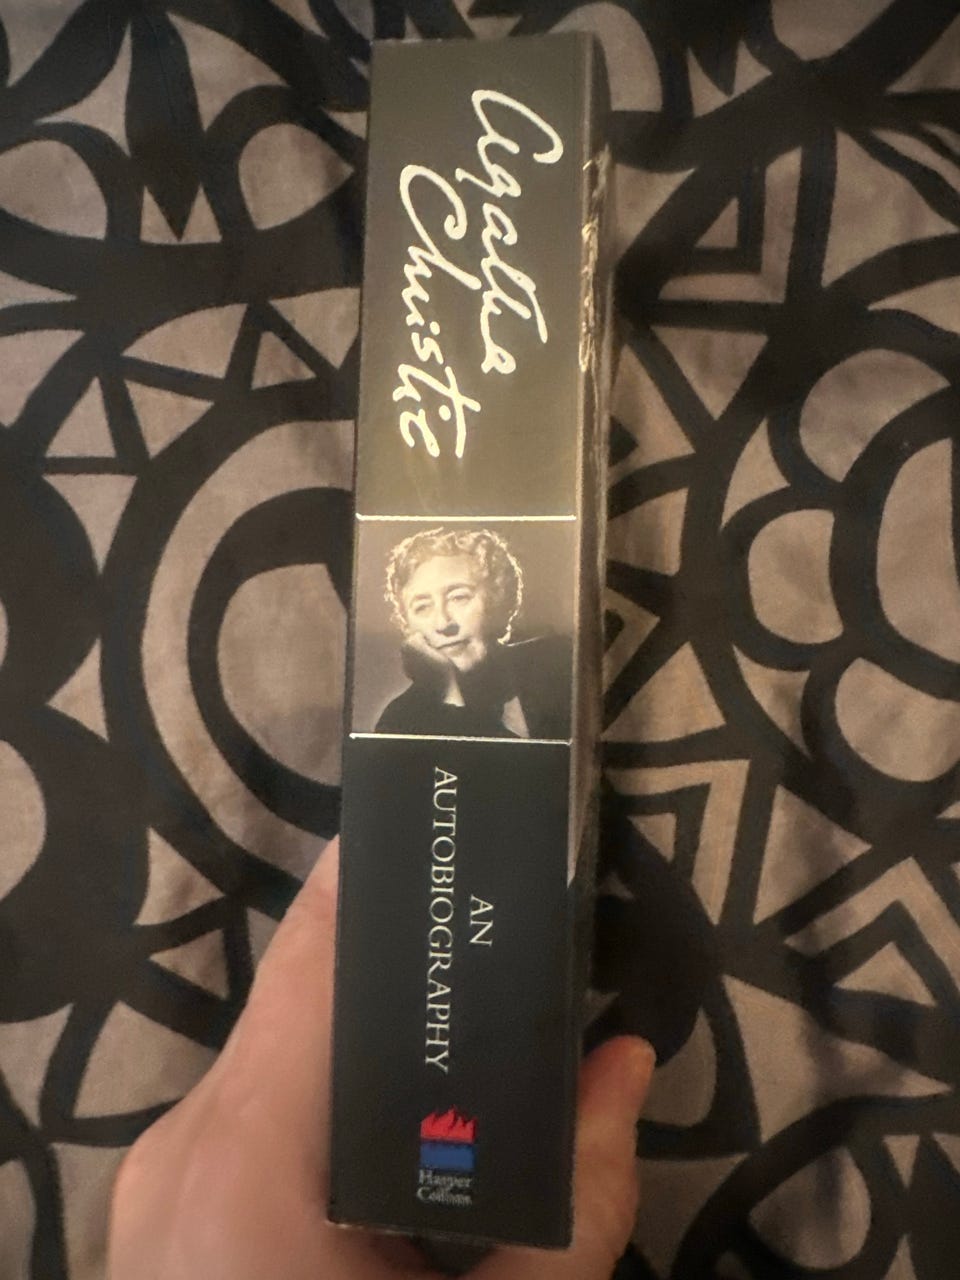 Agatha
Christie
AN
AUTOBIOGRAPHY
Harper
Collins